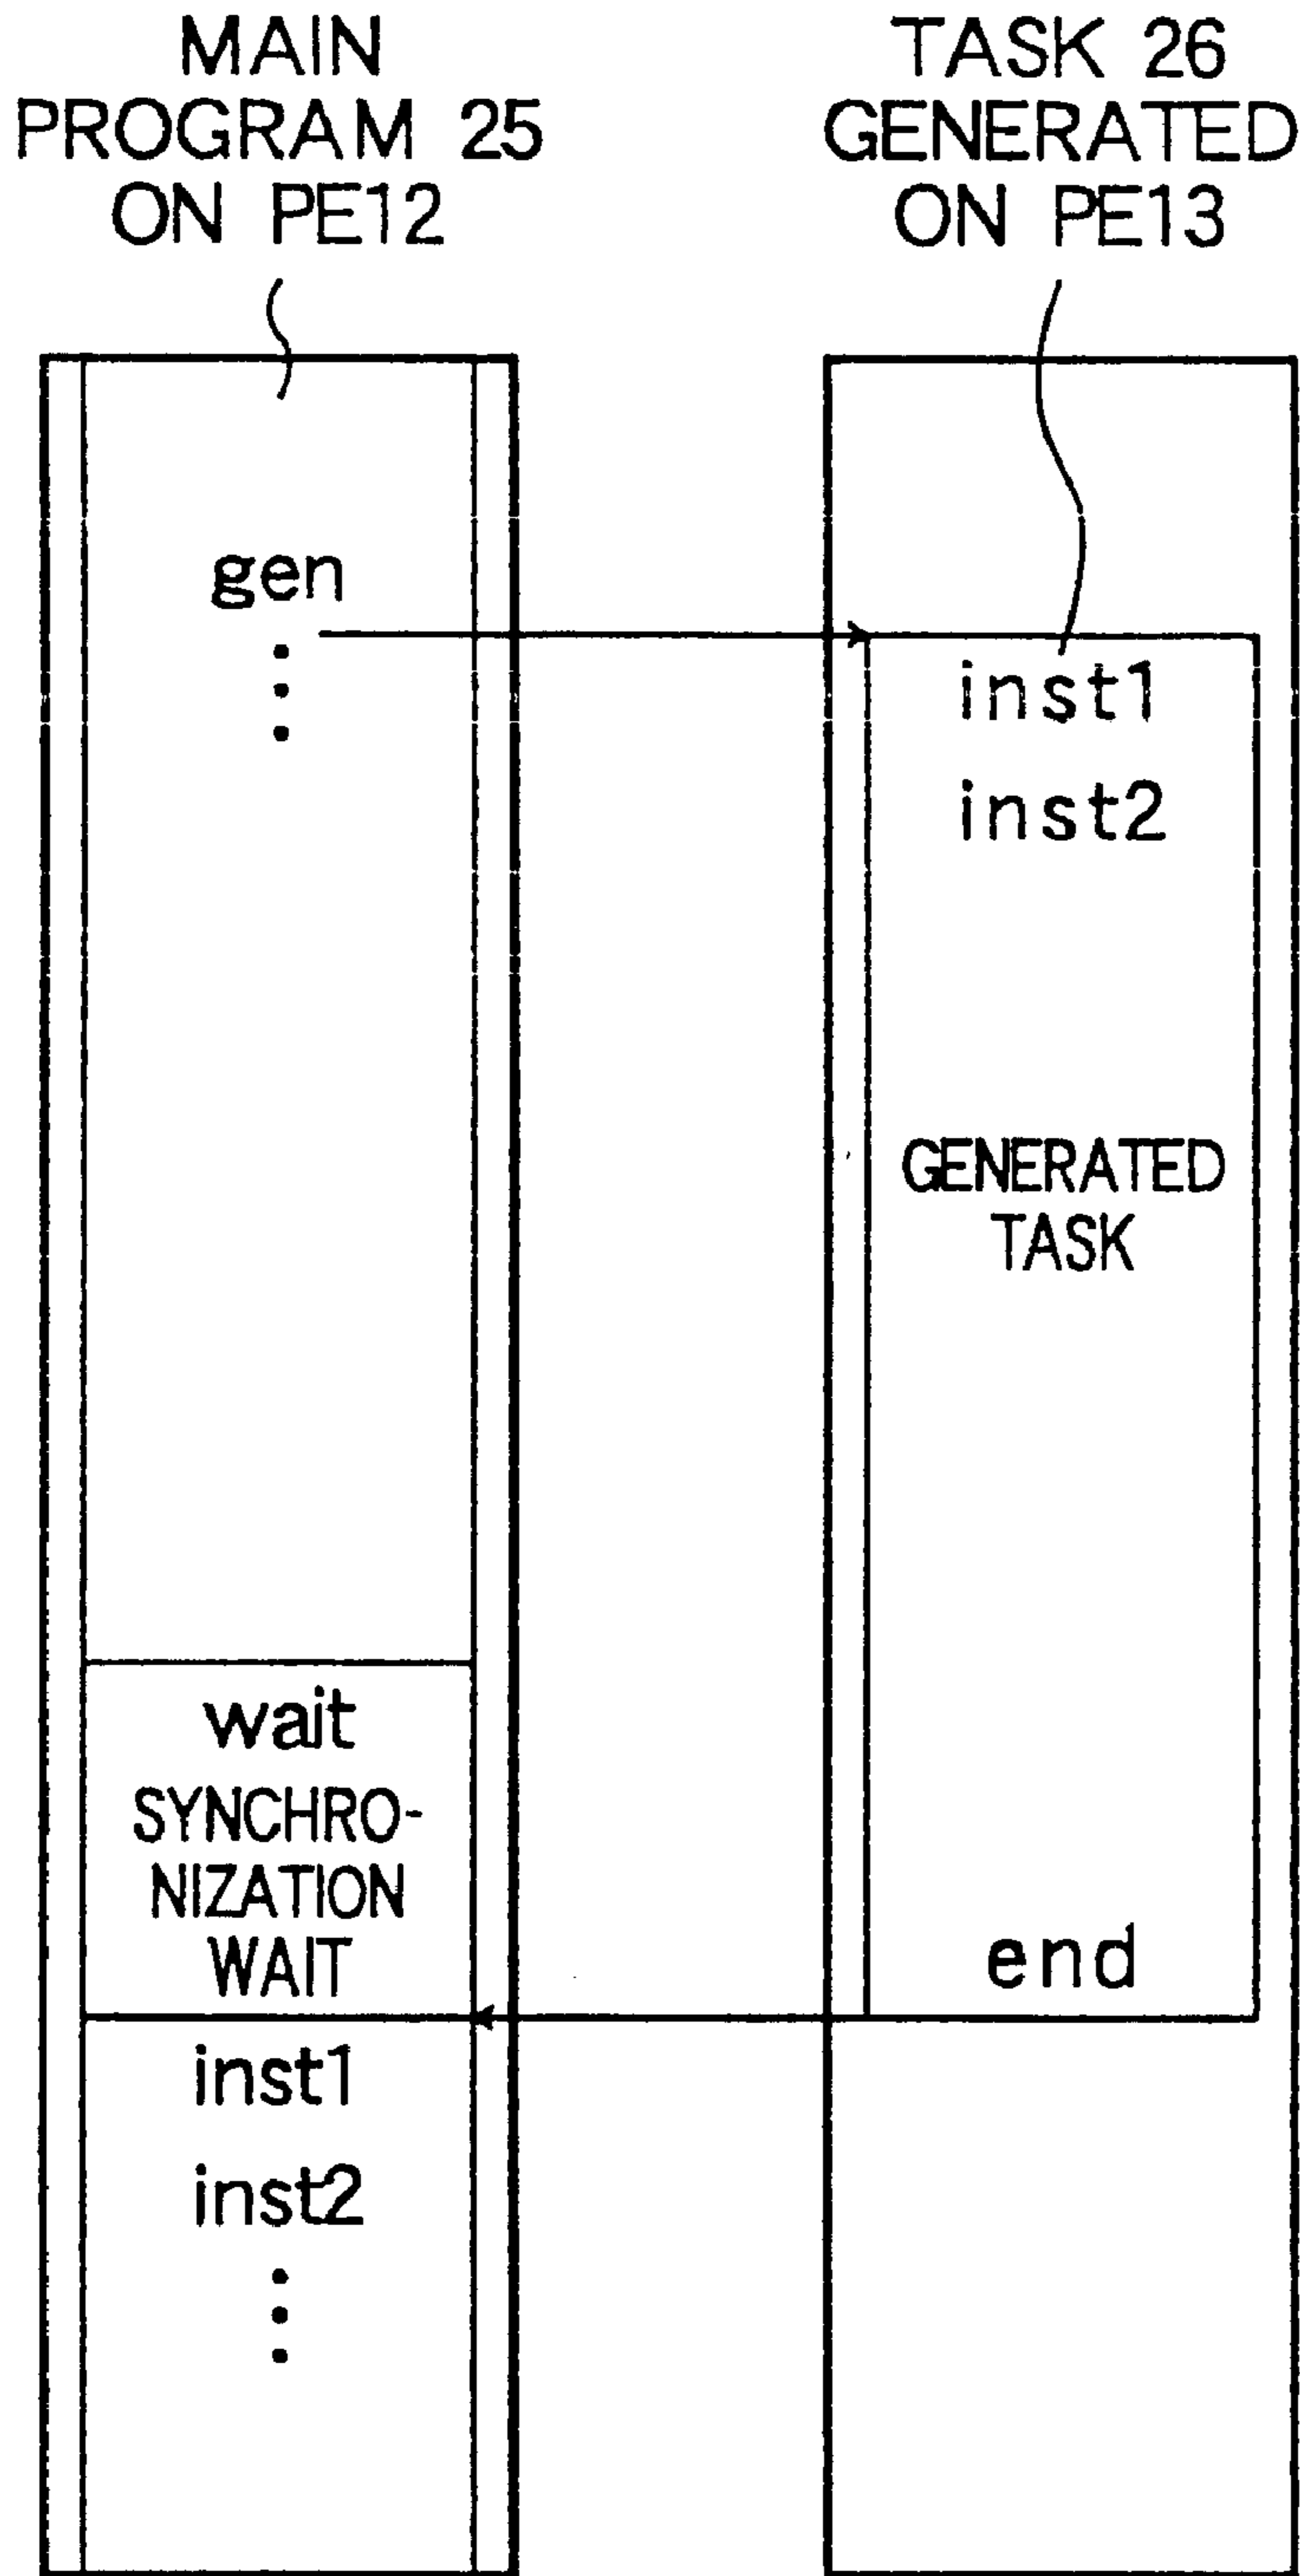 MAIN
PROGRAM 25
ON PE12
TASK 26
GENERATED
ON PE13
gen
inst1
inst2
GENERATED
TASK
wait
SYNCHRO-
NIZATION
WAIT
end
inst1
inst2